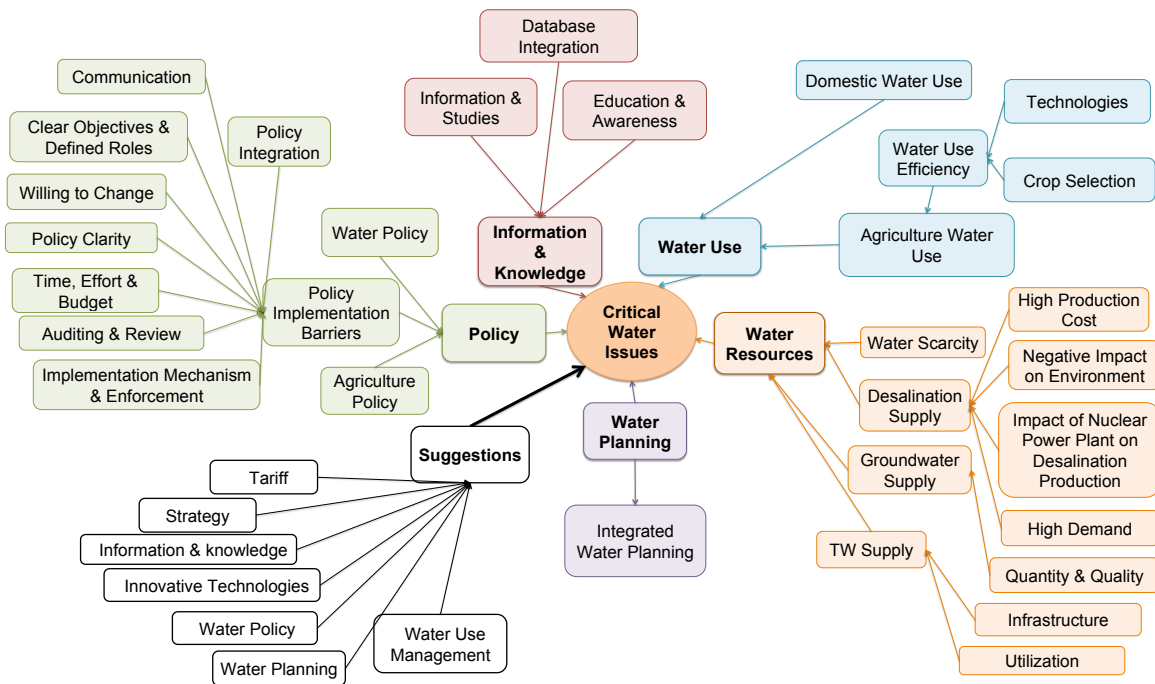 Database
Integration
Information &
Studies
Education &
Awareness
Information
&
Knowledge
Communication
Clear Objectives &
Defined Roles
Policy
Integration
Willing to Change
Policy Clarity
Time, Effort &
Budget
Auditing & Review
Implementation Mechanism
& Enforcement
Policy
Implementation
Barriers
Water Policy
Agriculture
Policy
Policy
Domestic Water Use
Technologies
Water Use
Efficiency
Crop Selection
Agriculture Water
Use
Water Use
Critical
Water
Issues
Water
Resources
Water Scarcity
Desalination
Supply
High Production
Cost
Negative Impact
on Environment
Impact of Nuclear
Power Plant on
Desalination
Production
High Demand
Groundwater
Supply
Quantity & Quality
TW Supply
Infrastructure
Utilization
Water
Planning
Integrated
Water Planning
Suggestions
Tariff
Strategy
Information & knowledge
Innovative Technologies
Water Policy
Water Planning
Water Use
Management